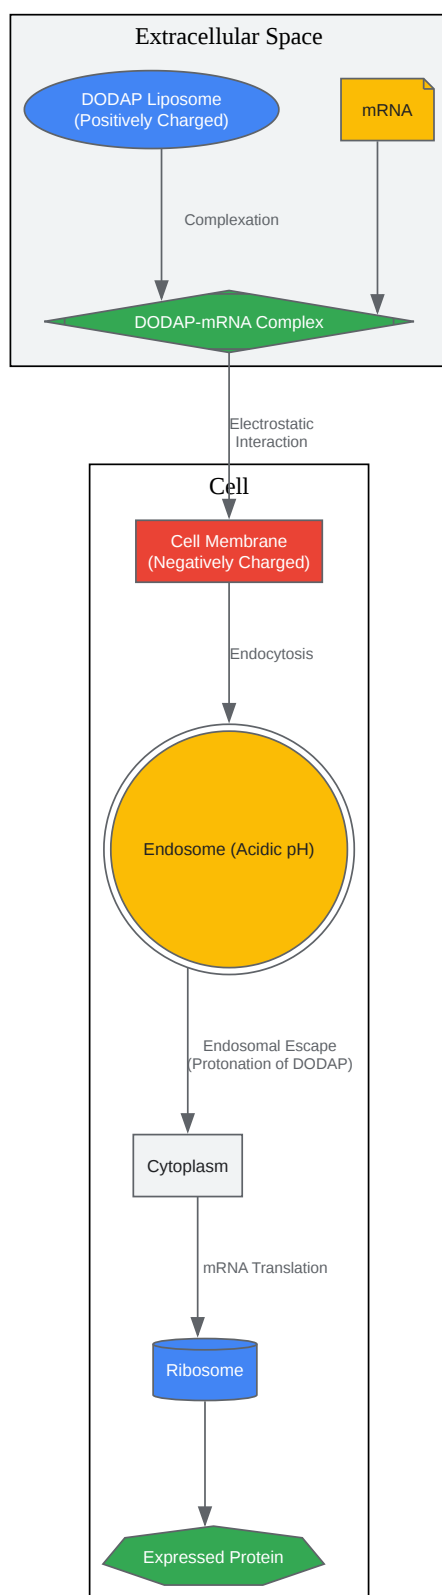 Extracellular Space
DODAP Liposome
(Positively Charged)
mRNA
Complexation
DODAP-mRNA Complex
Electrostatic
Interaction
Cell
Cell Membrane
(Negatively Charged)
Endocytosis
Endosome (Acidic pH)
Endosomal Escape
(Protonation of DODAP)
Cytoplasm
mRNA Translation
Ribosome
Expressed Protein